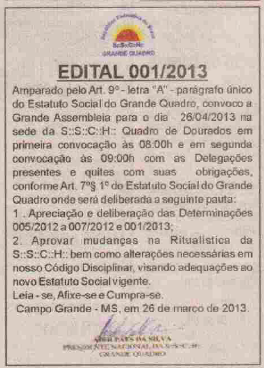 S::S::C::H::
GRANDE QUADRO
EDITAL 001/2013
Amparado pelo Art. 9º - letra "A" - parágrafo único
do Estatuto Social do Grande Quadro, convoco a
Grande Assembleia para o dia 26/04/2013 na
sede da S::S::C::H:: Quadro de Dourados em
primeira convocação às 08:00h e em segunda
convocação às 09:00h com as Delegações
presentes e quites com suas obrigações,
conforme Art. 7º§ 1º do Estatuto Social do Grande
Quadro onde será deliberada a seguinte pauta:
1 . Apreciação e deliberação das Determinações
005/2012 a 007/2012 e 001/2013;
2. Aprovar mudanças na Ritualistica da
S::S::C::H:: bem como alterações necessárias em
nosso Código Disciplinar, visando adequações ao
novo Estatuto Social vigente.
Leia - se, Afixe-se e Cumpra-se.
Campo Grande - MS, em 26 de março de 2013.
PAES DA SILVA
PRESIDENTE NACIONAL DA S::S::C::H::
GRANDE QUADRO